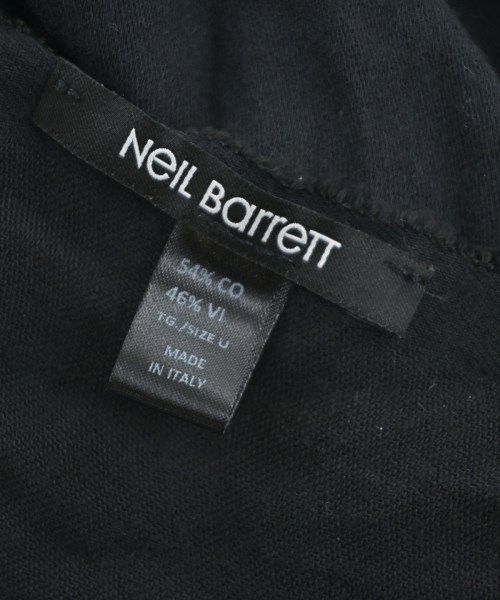 NeiL Barrett
54% CO
46% VI
TG./SIZE U
MADE
IN ITALY